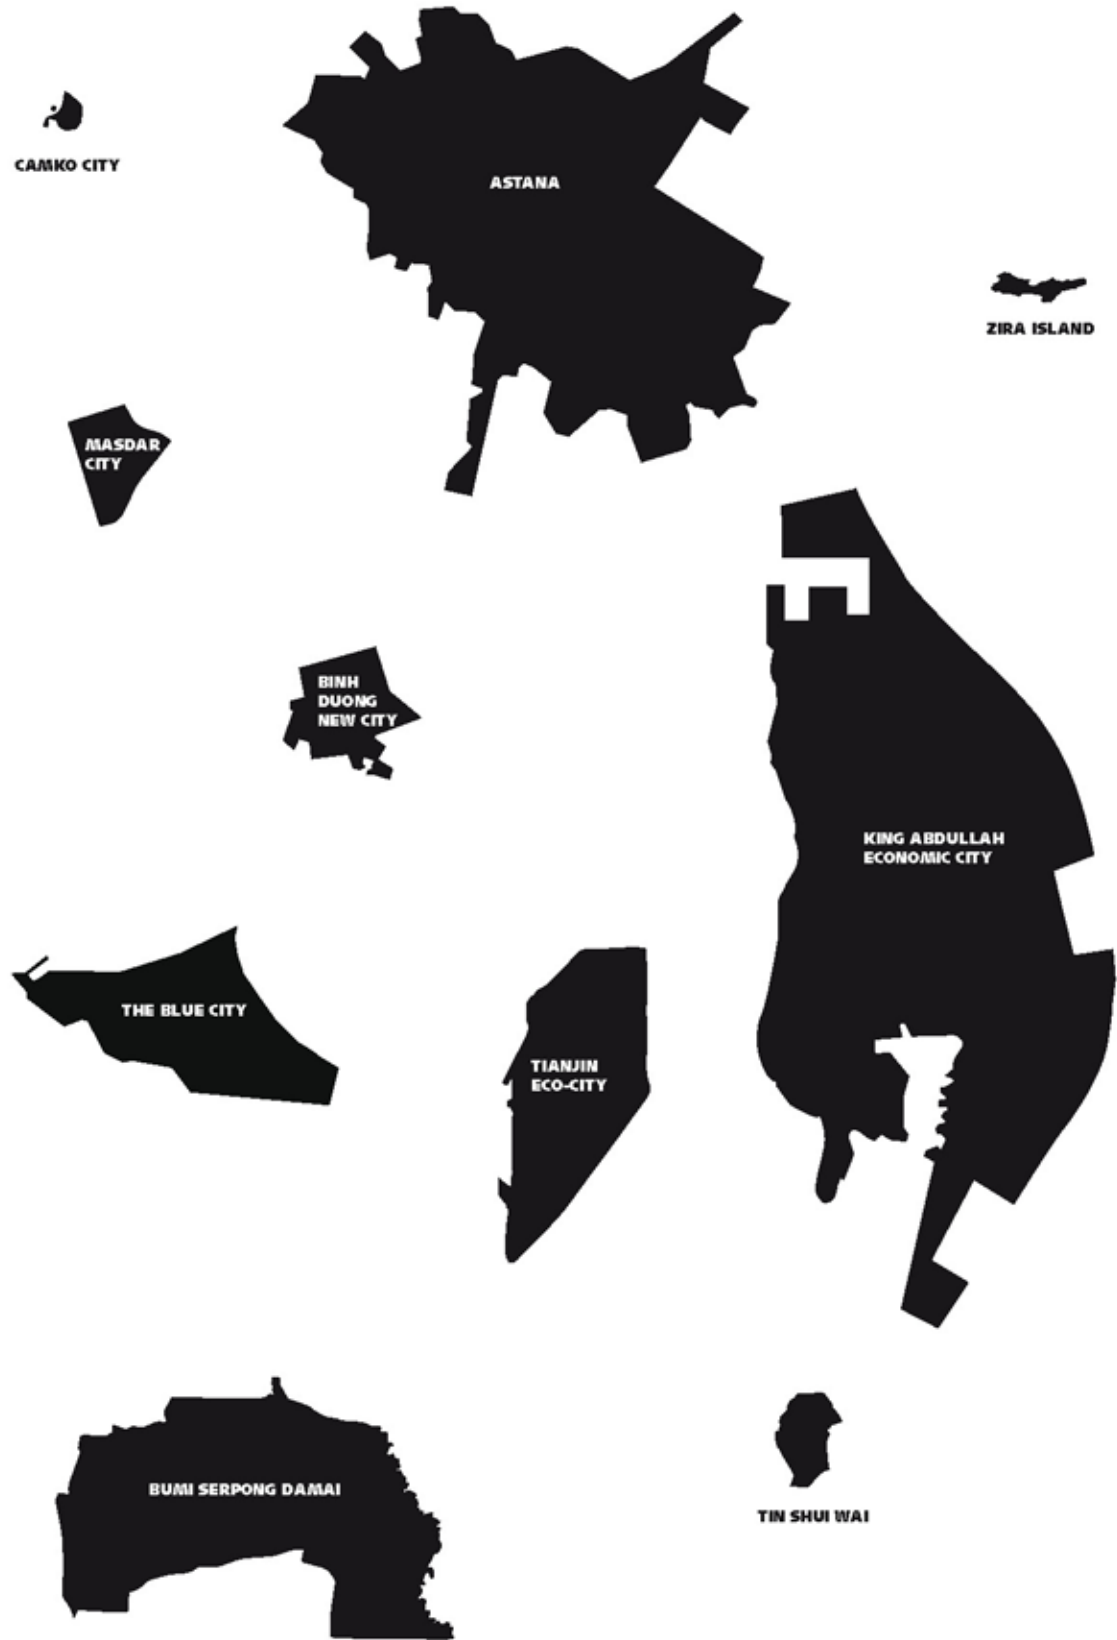 CAMKO CITY
ASTANA
ZIRA ISLAND
MASDAR
CITY
BINH
DUONG
NEW CITY
KING ABDULLAH
ECONOMIC CITY
THE BLUE CITY
TIANJIN
ECO-CITY
BUMI SERPONG DAMAI
TIN SHUI WAI